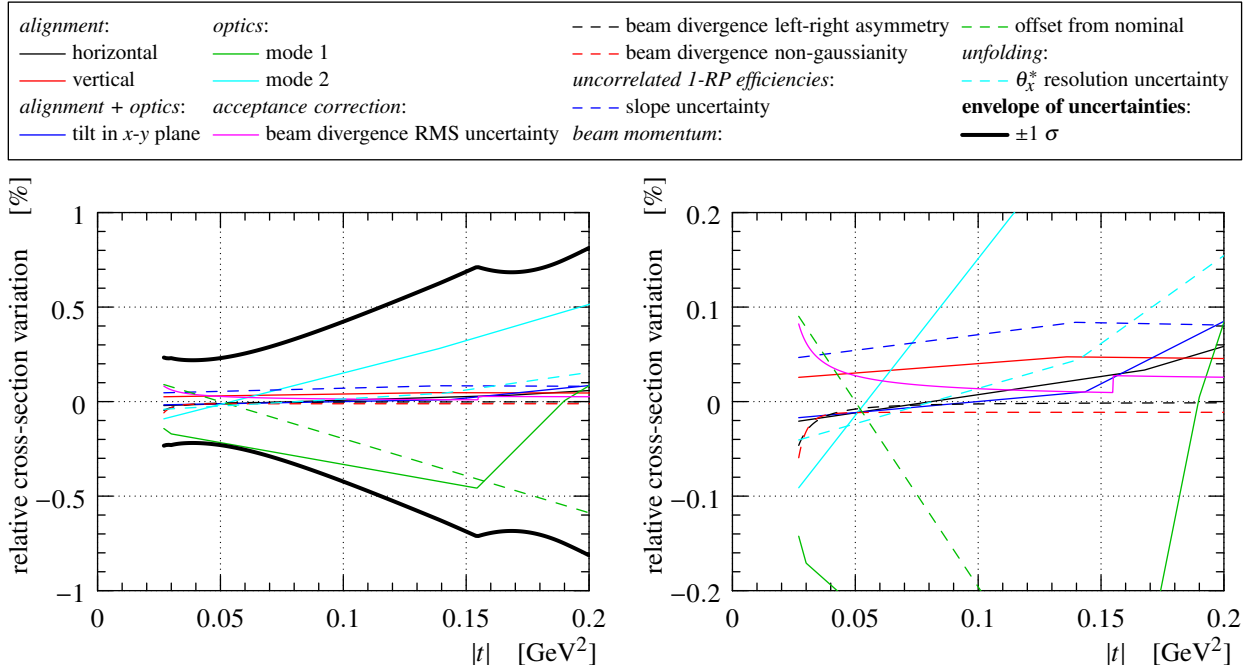 alignment:
horizontal
vertical
alignment + optics:
tilt in x-y plane
optics:
mode 1
mode 2
acceptance correction:
beam divergence RMS uncertainty
beam divergence left-right asymmetry
beam divergence non-gaussianity
uncorrelated 1-RP efficiencies:
slope uncertainty
beam momentum:
offset from nominal
unfolding:
θ*x resolution uncertainty
envelope of uncertainties:
±1 σ
relative cross-section variation [%]
1
0.5
0
−0.5
−1
0 0.05 0.1 0.15 0.2
|t| [GeV²]
relative cross-section variation [%]
0.2
0.1
0
−0.1
−0.2
0 0.05 0.1 0.15 0.2
|t| [GeV²]